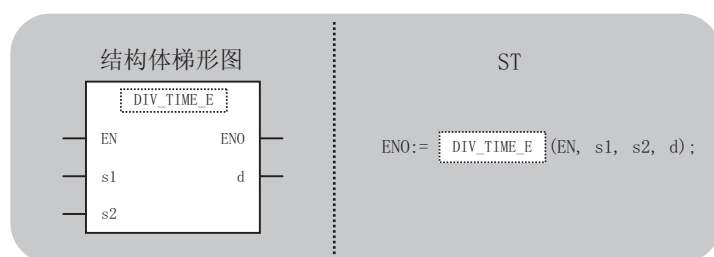 结构体梯形图
DIV_TIME_E
EN ENO
s1 d
s2
ST
ENO:= DIV_TIME_E (EN, s1, s2, d);